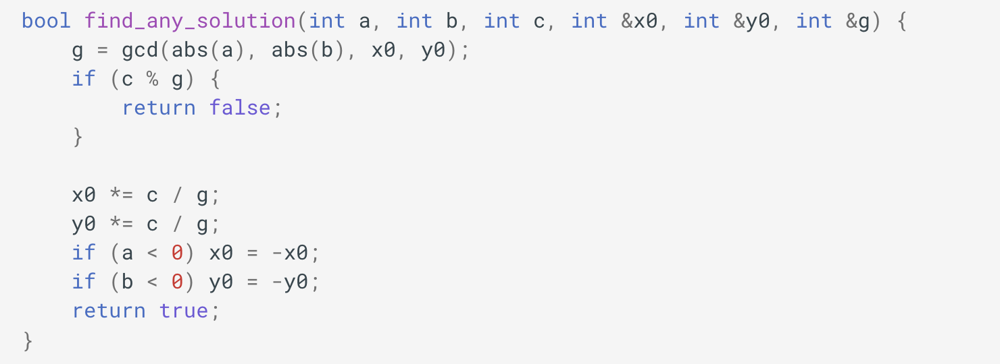 bool find_any_solution(int a, int b, int c, int &x0, int &y0, int &g) {
    g = gcd(abs(a), abs(b), x0, y0);
    if (c % g) {
        return false;
    }

    x0 *= c / g;
    y0 *= c / g;
    if (a < 0) x0 = -x0;
    if (b < 0) y0 = -y0;
    return true;
}